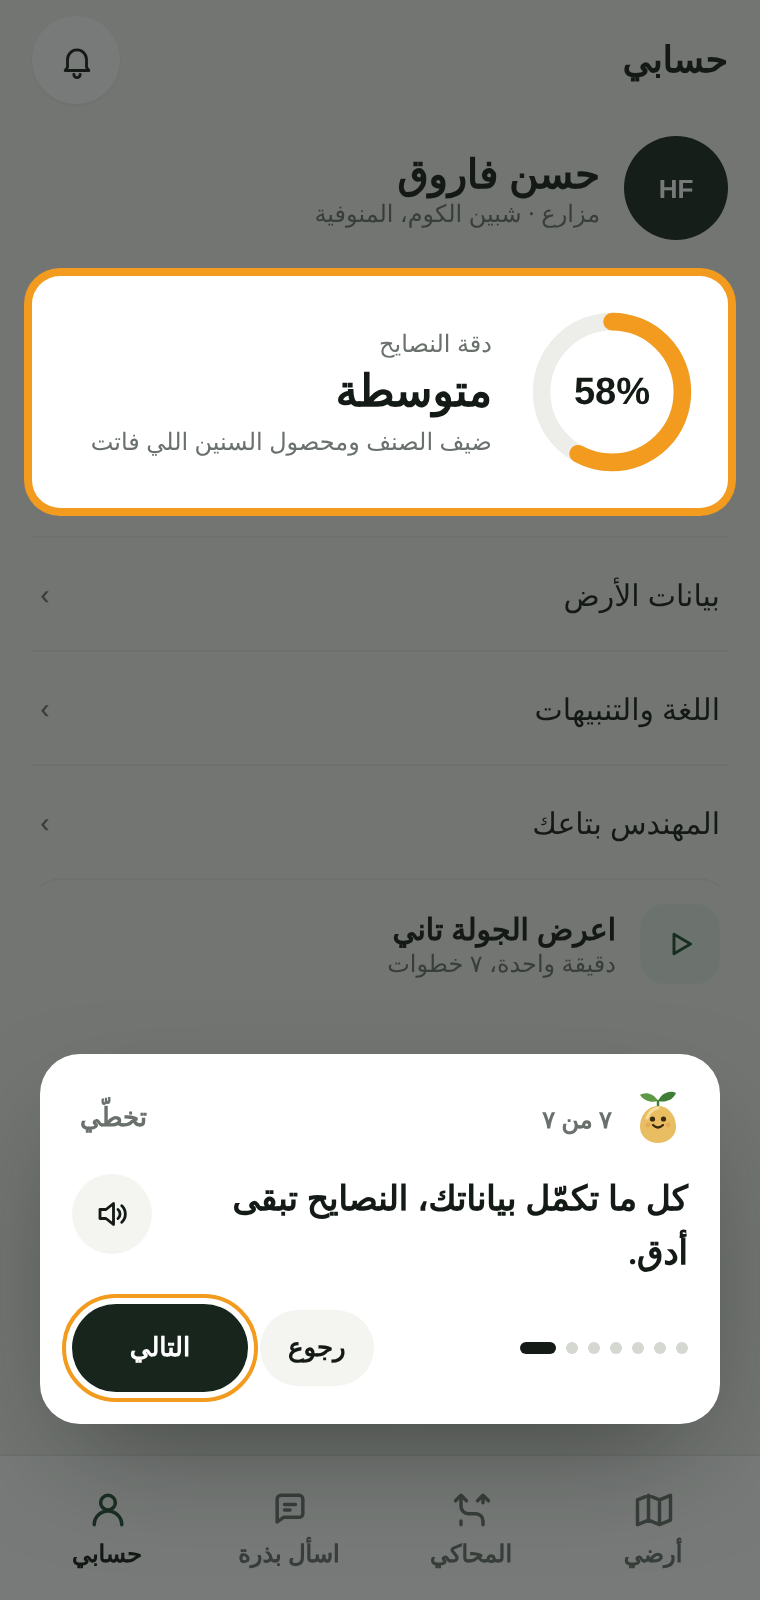 حسابي
HF
حسن فاروق
مزارع · شبين الكوم، المنوفية
58%
دقة النصايح
متوسطة
ضيف الصنف ومحصول السنين اللي فاتت
بيانات الأرض
اللغة والتنبيهات
المهندس بتاعك
اعرض الجولة تاني
دقيقة واحدة، ٧ خطوات
٧ من ٧
تخطّي
كل ما تكمّل بياناتك، النصايح تبقى
أدق.
رجوع
التالي
أرضي
المحاكي
اسأل بذرة
حسابي